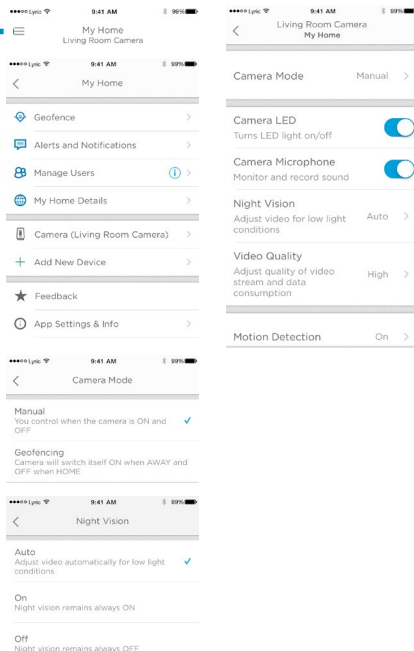 Lyric 9:41 AM 99%
My Home
Living Room Camera
Lyric 9:41 AM 99%
My Home
Geofence
Alerts and Notifications
Manage Users
My Home Details
Camera (Living Room Camera)
Add New Device
Feedback
App Settings & Info
Lyric 9:41 AM 99%
Camera Mode
Manual
You control when the camera is ON and
OFF
Geofencing
Camera will switch itself ON when AWAY and
OFF when HOME
Lyric 9:41 AM 99%
Night Vision
Auto
Adjust video automatically for low light
conditions
On
Night vision remains always ON
Off
Night vision remains always OFF
Lyric 9:41 AM 99%
Living Room Camera
My Home
Camera Mode Manual
Camera LED
Turns LED light on/off
Camera Microphone
Monitor and record sound
Night Vision
Adjust video for low light Auto
conditions
Video Quality
Adjust quality of video
stream and data High
consumption
Motion Detection On